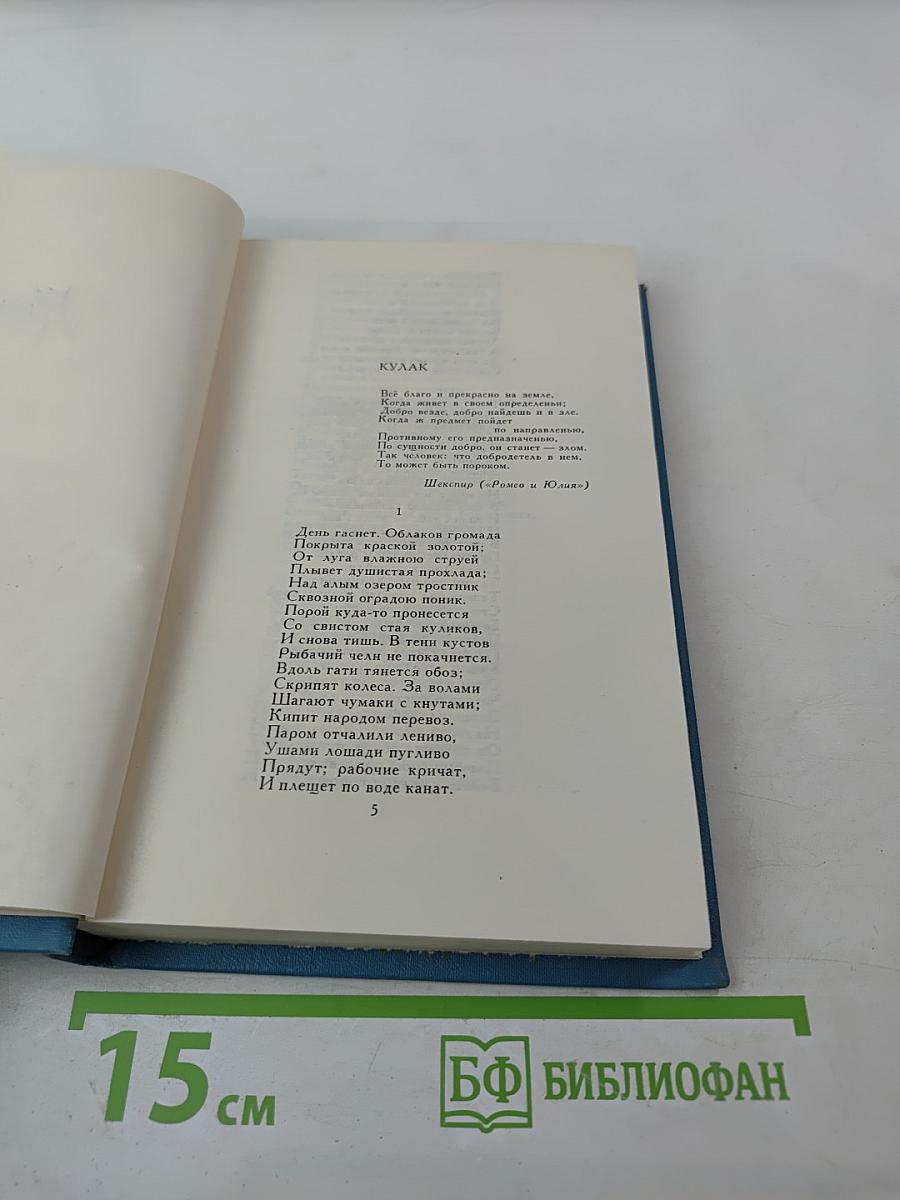 КУЛАК
Всё благо и прекрасно на земле,
Когда живет в своем определеньи;
Добро везде, добро найдешь и в зле.
Когда ж предмет пойдет
по направленью,
Противному его предназначенью,
По сущности добро, он станет — злом.
Так человек: что добродетель в нем,
То может быть пороком.
Шекспир («Ромео и Юлия»)
1
День гаснет. Облаков громада
Покрыта краской золотой;
От луга влажною струей
Плывет душистая прохлада;
Над алым озером тростник
Сквозной оградою поник.
Порой куда-то пронесется
Со свистом стая куликов,
И снова тишь. В тени кустов
Рыбачий челн не покачнется.
Вдоль гати тянется обоз;
Скрипят колеса. За волами
Шагают чумаки с кнутами;
Кипит народом перевоз.
Паром отчалили лениво,
Ушами лошади пугливо
Прядут; рабочие кричат,
И плещет по воде канат.
5
15 см
БФ БИБЛИОФАН